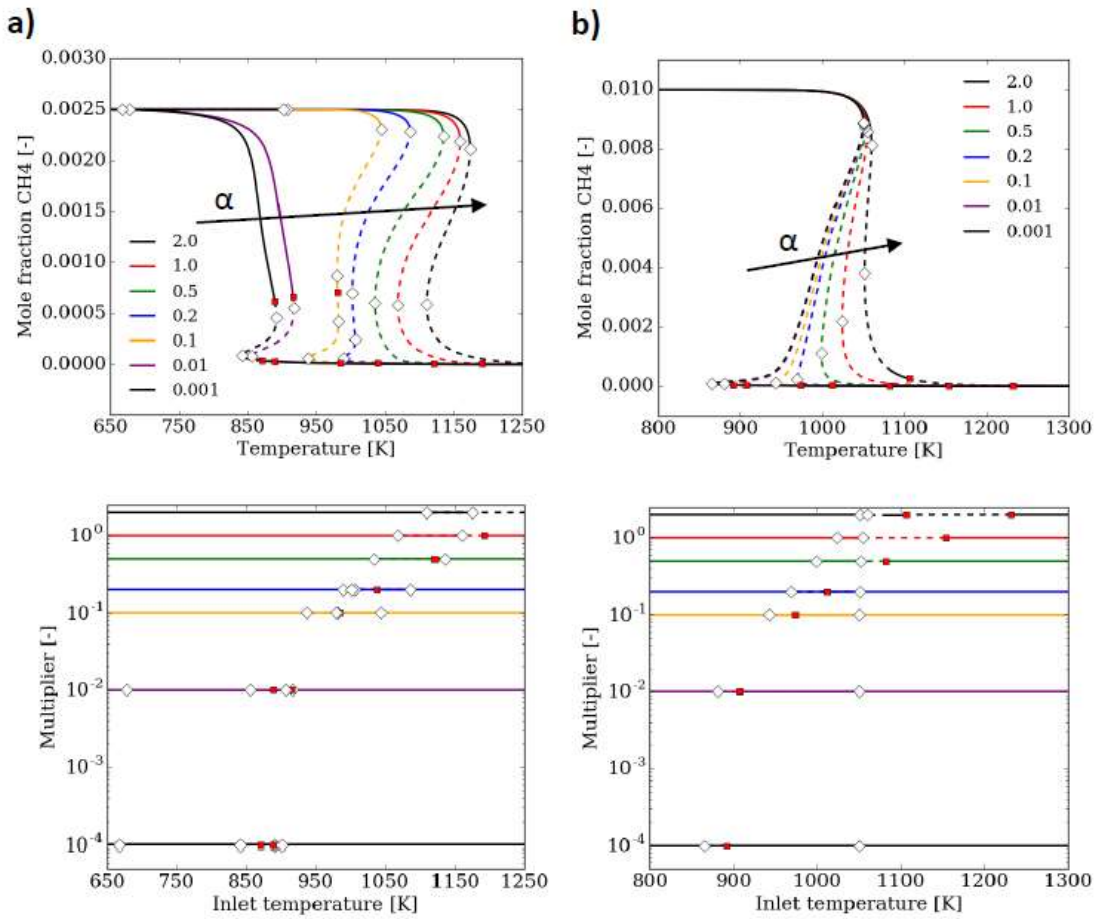 a)
Mole fraction CH4 [-]
0.0030
0.0025
0.0020
0.0015
0.0010
0.0005
0.0000
α
2.0
1.0
0.5
0.2
0.1
0.01
0.001
650 750 850 950 1050 1150 1250
Temperature [K]
b)
Mole fraction CH4 [-]
0.010
0.008
0.006
0.004
0.002
0.000
α
2.0
1.0
0.5
0.2
0.1
0.01
0.001
800 900 1000 1100 1200 1300
Temperature [K]
Multiplier [-]
10^0
10^-1
10^-2
10^-3
10^-4
650 750 850 950 1050 1150 1250
Inlet temperature [K]
Multiplier [-]
10^0
10^-1
10^-2
10^-3
10^-4
800 900 1000 1100 1200 1300
Inlet temperature [K]